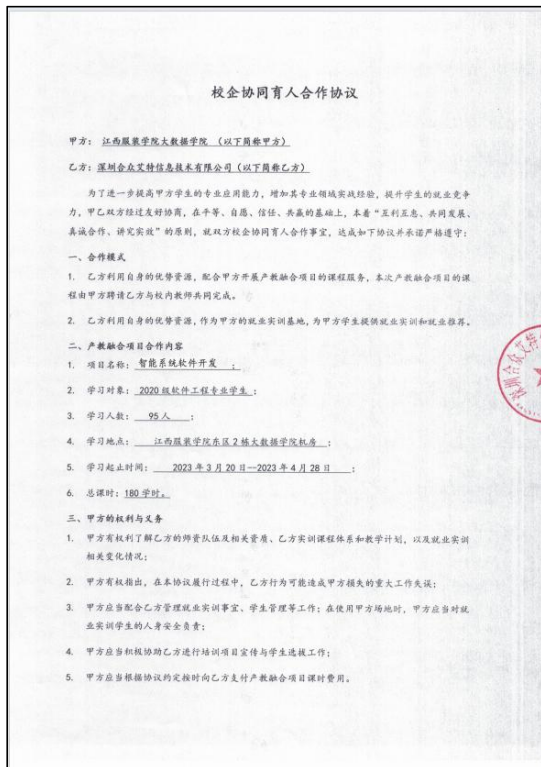 校企协同育人合作协议
甲方： 江西服装学院大数据学院 （以下简称甲方）
乙方：深圳合众艾特信息技术有限公司（以下简称乙方）
为了进一步提高甲方学生的专业应用能力，增加其专业领域实战经验，提升学生的就业竞争
力，甲乙双方经过友好协商，在平等、自愿、信任、共赢的基础上，本着“互利互惠、共同发展、
真诚合作、讲究实效”的原则，就双方校企协同育人合作事宜，达成如下协议并承诺严格遵守：
一、合作模式
1. 乙方利用自身的优势资源，配合甲方开展产教融合项目的课程服务，本次产教融合项目的课
程由甲方聘请乙方与校内教师共同完成。
2. 乙方利用自身的优势资源，作为甲方的就业实训基地，为甲方学生提供就业实训和就业推荐。
二、产教融合项目合作内容
1. 项目名称： 智能系统软件开发 ；
2. 学习对象：2020级软件工程专业学生；
3. 学习人数： 95人 ；
4. 学习地点： 江西服装学院东区2栋大数据学院机房 ；
5. 学习起止时间： 2023年3月20日—2023年4月28日 ；
6. 总课时：180学时。
三、甲方的权利与义务
1. 甲方有权利了解乙方的师资队伍及相关资质、乙方实训课程体系和教学计划，以及就业实训
相关变化情况；
2. 甲方有权指出，在本协议履行过程中，乙方行为可能造成甲方损失的重大工作失误；
3. 甲方应当配合乙方管理就业实训事宜、学生管理等工作；在使用甲方场地时，甲方应当对就
业实训学生的人身安全负责；
4. 甲方应当积极协助乙方进行培训项目宣传与学生选拔工作；
5. 甲方应当根据协议约定按时向乙方支付产教融合项目课时费用。
深圳合众艾特